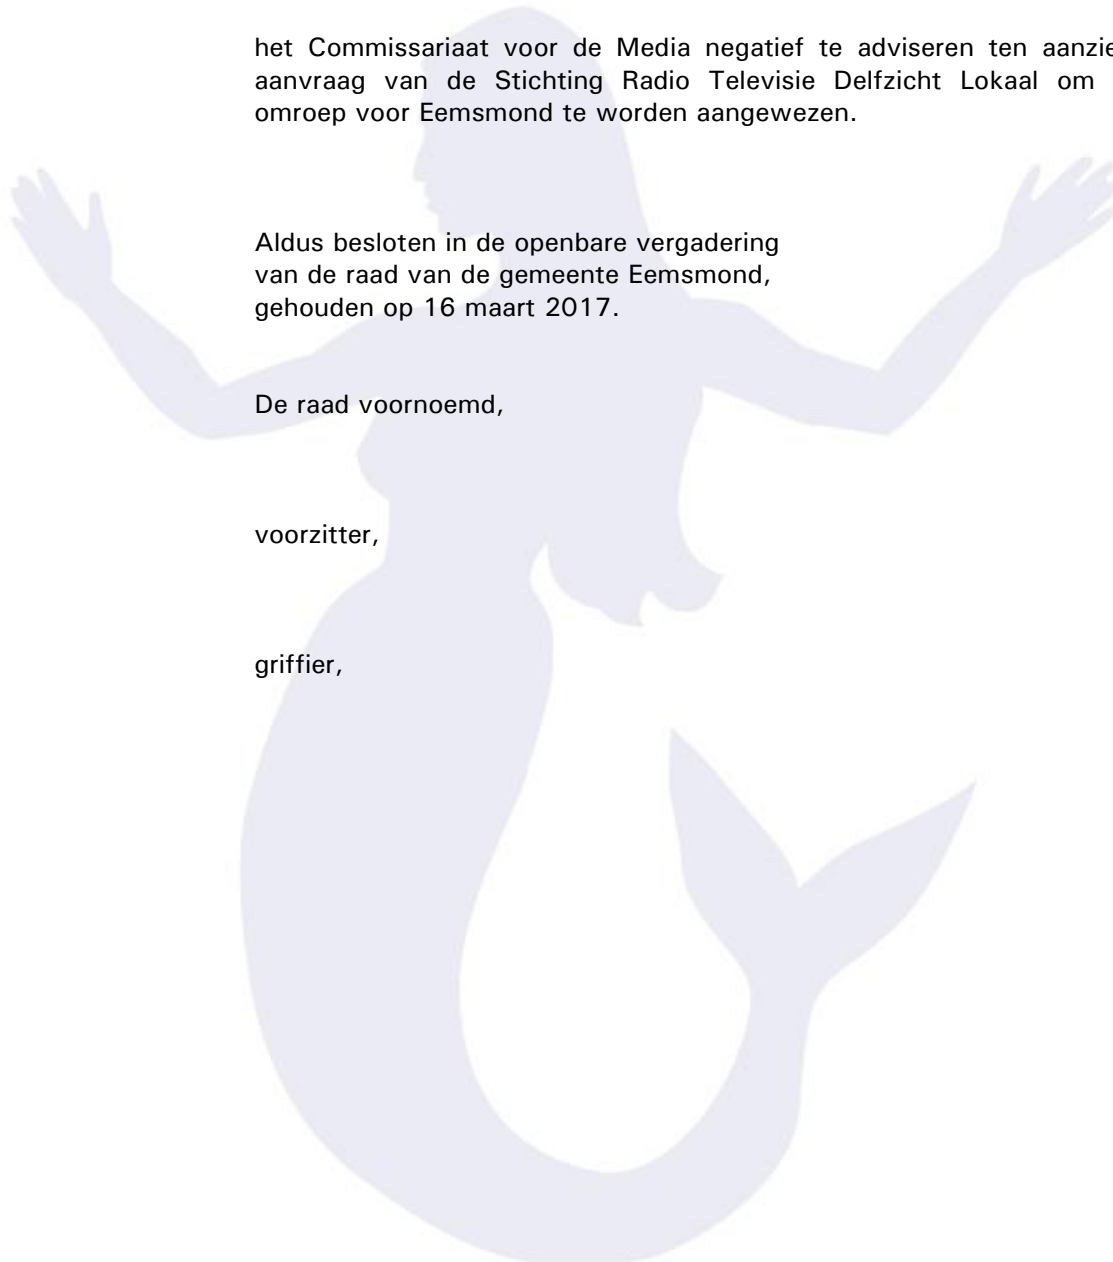 het Commissariaat voor de Media negatief te adviseren ten
aanvraag van de Stichting Radio Televisie Delfzicht Lokaal om
omroep voor Eemsmond te worden aangewezen.
Aldus besloten in de openbare vergadering
van de raad van de gemeente Eemsmond,
gehouden op 16 maart 2017.
De raad voornoemd,
voorzitter,
griffier,